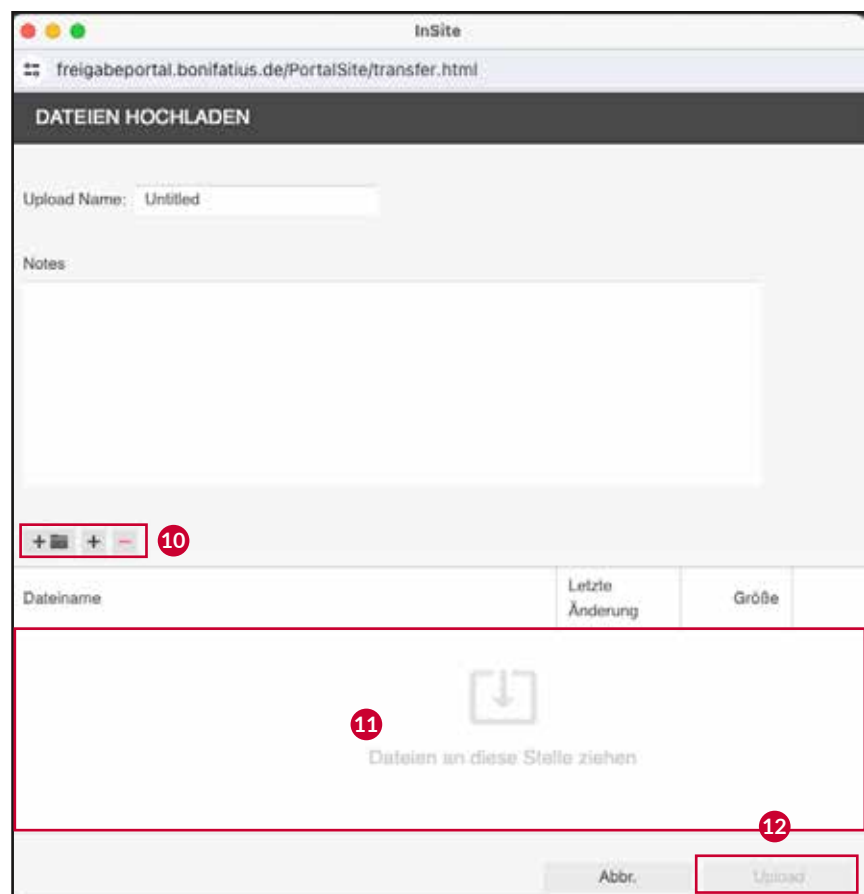 InSite
freigabeportal.bonifatius.de/PortalSite/transfer.html
DATEIEN HOCHLADEN
Upload Name: Untitled
Notes
10
Dateiname
Letzte
Änderung
Größe
11
Dateien an diese Stelle ziehen
12
Abbr.
Upload